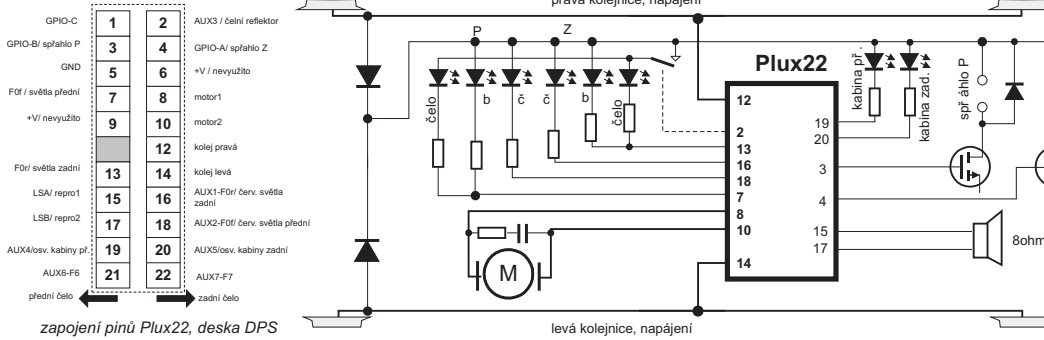 GPIO-C 1 2 AUX3 / čelní reflektor
GPIO-B/ spřahlo P 3 4 GPIO-A/ spřahlo Z
GND 5 6 +V / nevyužito
F0f / světla přední 7 8 motor1
+V/ nevyužito 9 10 motor2
12 kolej pravá
F0r/ světla zadní 13 14 kolej levá
LSA/ repro1 15 16 AUX1-F0r/ červ. světla
zadní
LSB/ repro2 17 18 AUX2-F0f/ červ. světla přední
AUX4/osv. kabiny př. 19 20 AUX5/osv. kabiny zadní
AUX6-F6 21 22 AUX7-F7
přední čelo zadní čelo
zapojení pinů Plux22, deska DPS
pravá kolejnice, napájení
P Z
čelo b č č b čelo
Plux22
12
2
13
16
18
7
8
10
14
19
20
3
4
15
17
kabina př.
kabina zad.
spřáhlo P
M
8ohm
levá kolejnice, napájení